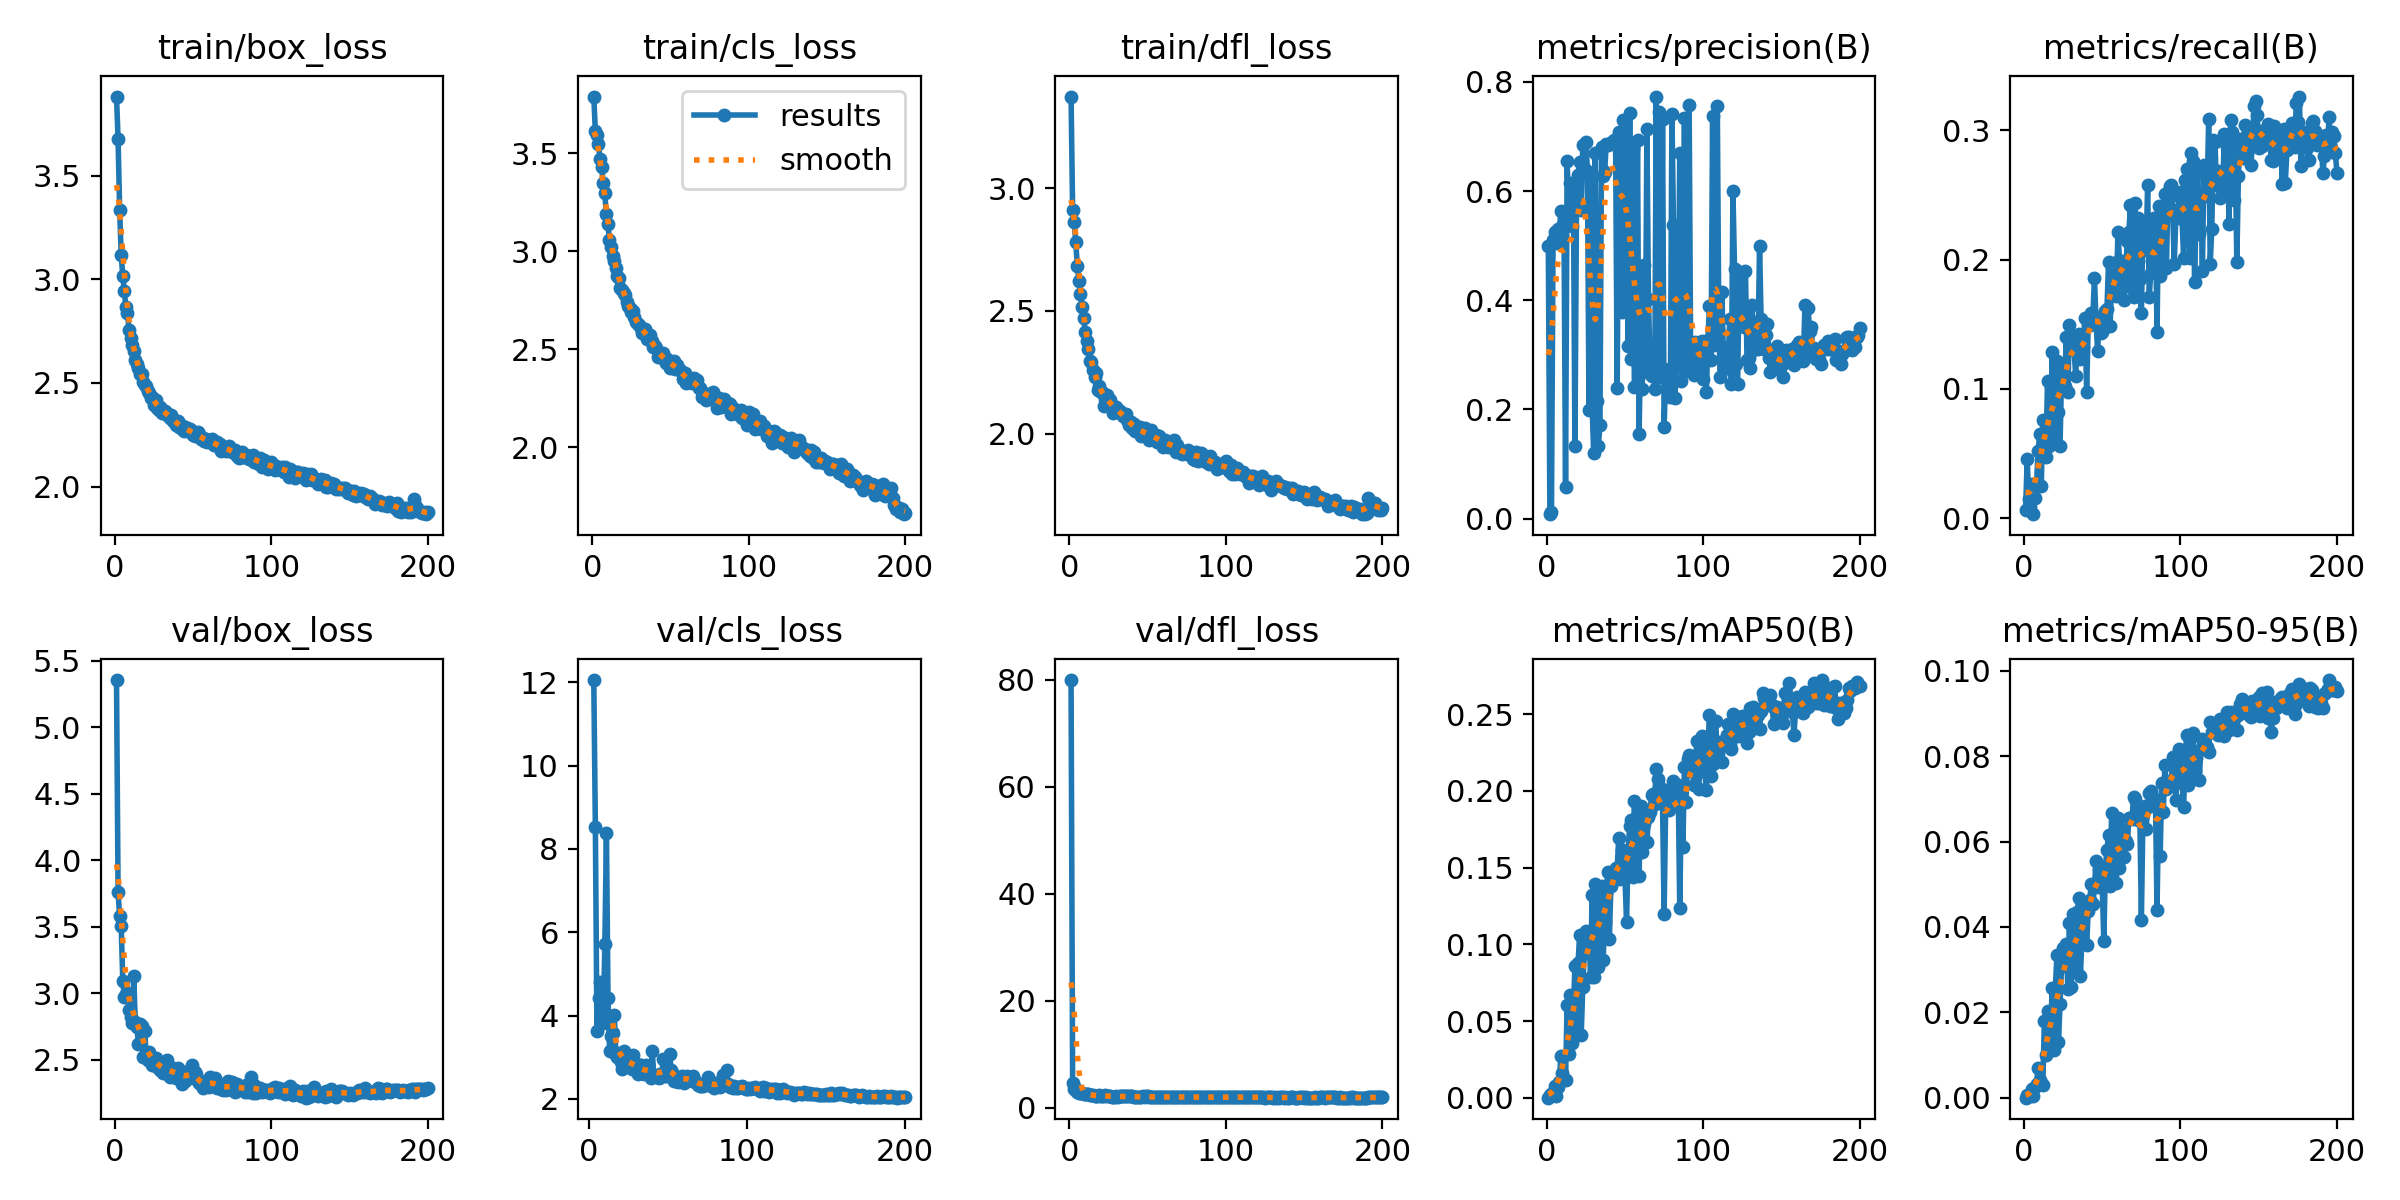 train/box_loss
3.5
3.0
2.5
2.0
0 100 200
train/cls_loss
results
smooth
3.5
3.0
2.5
2.0
0 100 200
train/dfl_loss
3.0
2.5
2.0
0 100 200
metrics/precision(B)
0.8
0.6
0.4
0.2
0.0
0 100 200
metrics/recall(B)
0.3
0.2
0.1
0.0
0 100 200
val/box_loss
5.5
5.0
4.5
4.0
3.5
3.0
2.5
0 100 200
val/cls_loss
12
10
8
6
4
2
0 100 200
val/dfl_loss
80
60
40
20
0
0 100 200
metrics/mAP50(B)
0.25
0.20
0.15
0.10
0.05
0.00
0 100 200
metrics/mAP50-95(B)
0.10
0.08
0.06
0.04
0.02
0.00
0 100 200